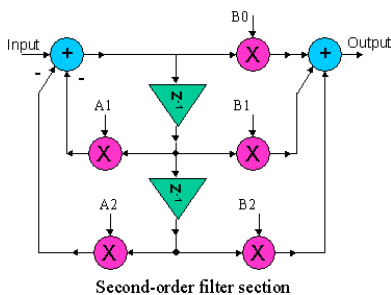 B0
Input
+
X
+
Output
-
-
z-1
A1
B1
X
X
z-1
A2
B2
X
X
Second-order filter section